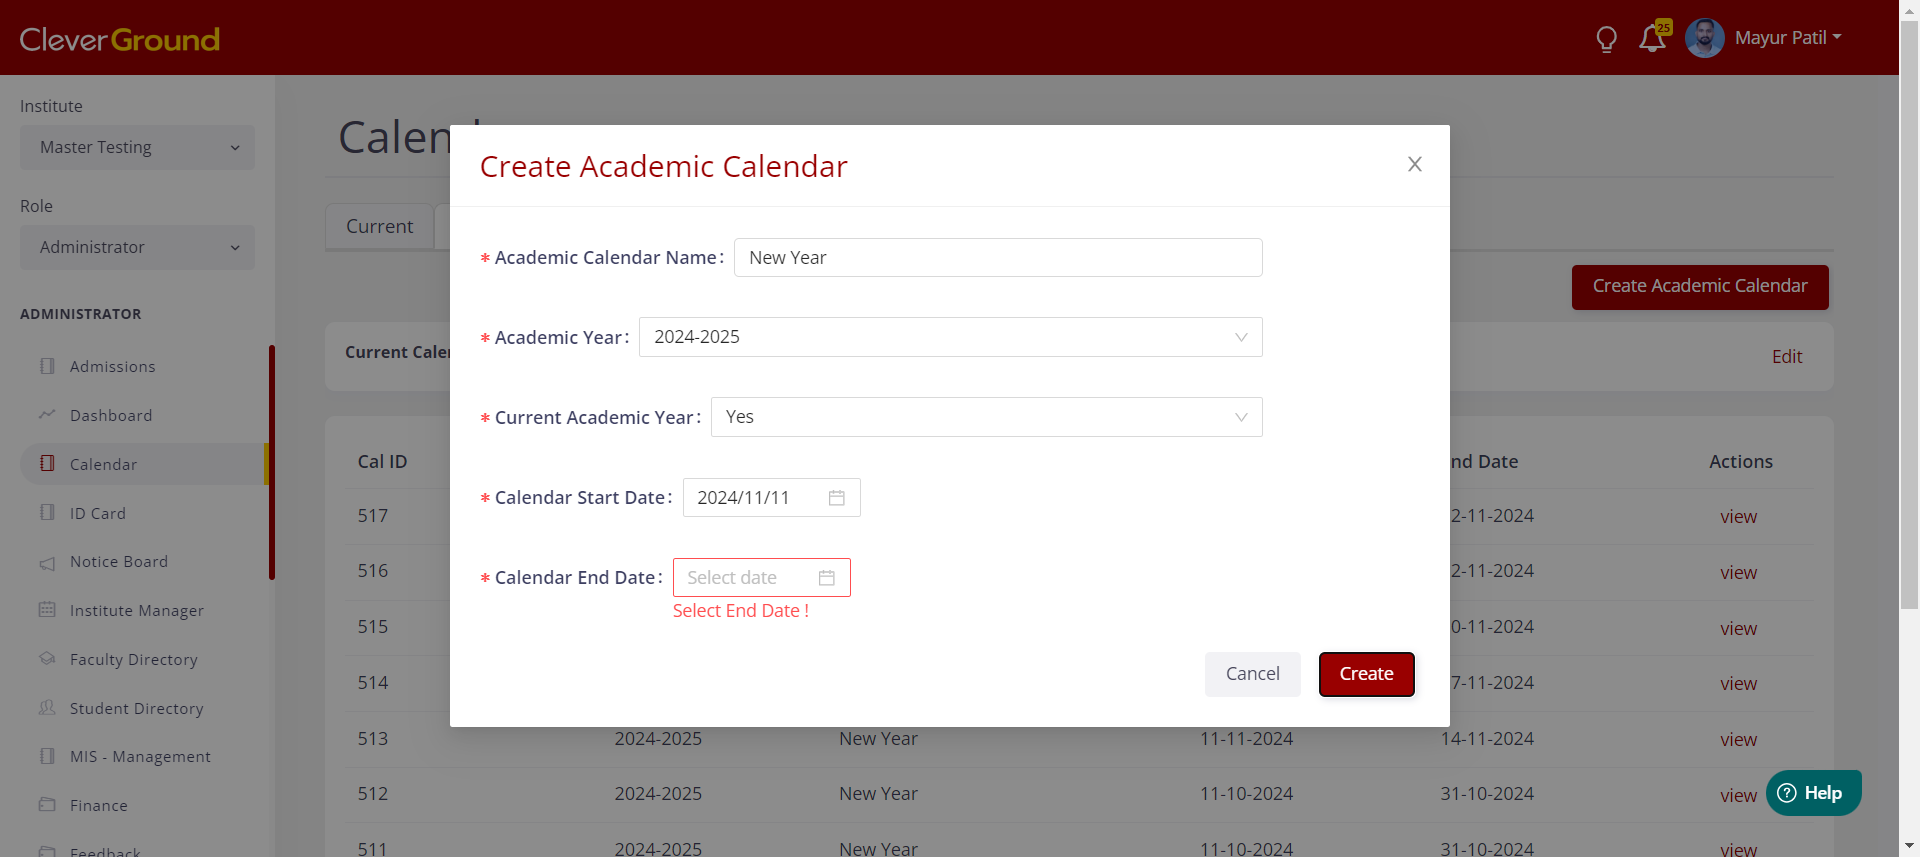 CleverGround
25
Mayur Patil
Institute
Master Testing
Role
Administrator
ADMINISTRATOR
Admissions
Dashboard
Calendar
ID Card
Notice Board
Institute Manager
Faculty Directory
Student Directory
MIS - Management
Finance
Feedback
Calen
Current
Create Academic Calendar
Current Cale
Edit
Cal ID
nd Date
Actions
517
2-11-2024
view
516
2-11-2024
view
515
0-11-2024
view
514
7-11-2024
view
513
2024-2025
New Year
11-11-2024
14-11-2024
view
512
2024-2025
New Year
11-10-2024
31-10-2024
view
511
2024-2025
New Year
11-10-2024
31-10-2024
view
Create Academic Calendar
* Academic Calendar Name: New Year
* Academic Year: 2024-2025
* Current Academic Year: Yes
* Calendar Start Date: 2024/11/11
* Calendar End Date: Select date
Select End Date !
Cancel
Create
Help